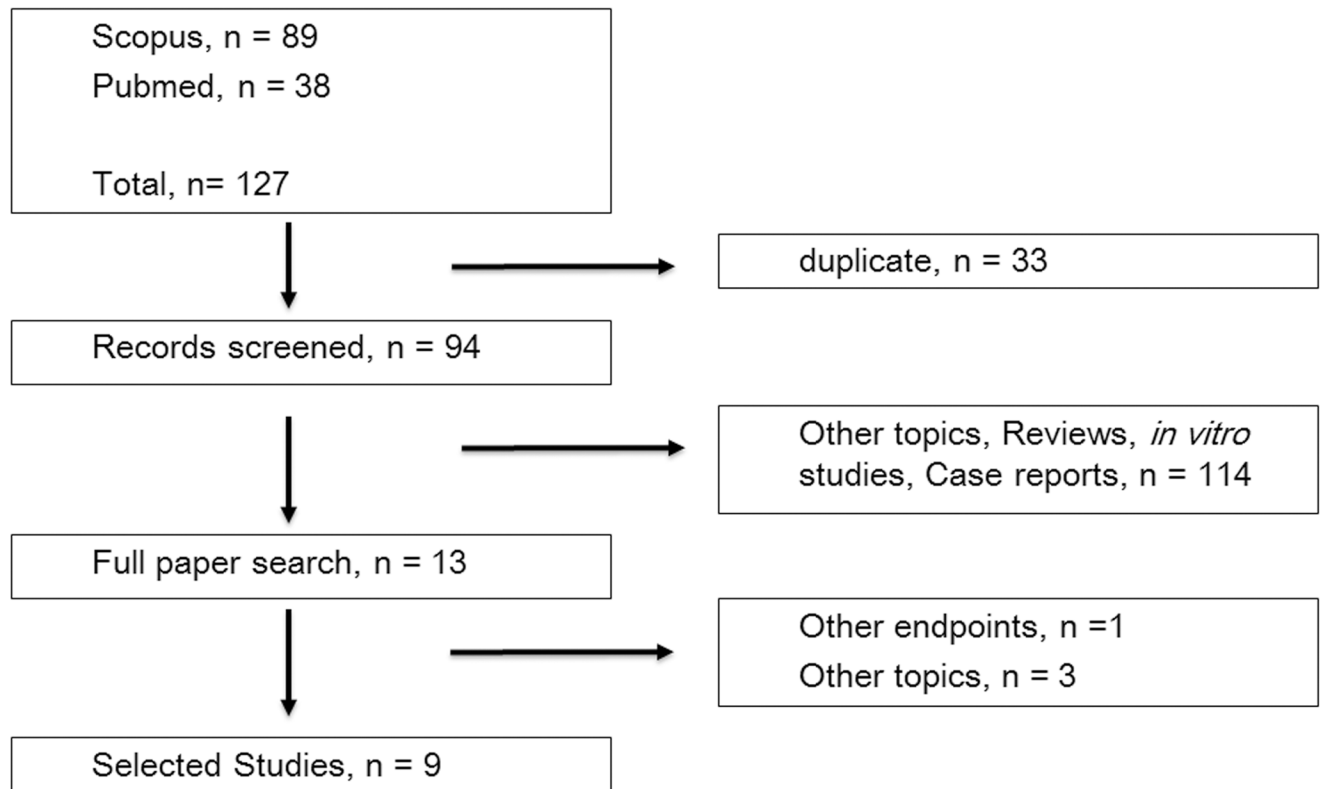 Scopus, n = 89
Pubmed, n = 38
Total, n= 127
duplicate, n = 33
Records screened, n = 94
Other topics, Reviews, in vitro
studies, Case reports, n = 114
Full paper search, n = 13
Other endpoints, n =1
Other topics, n = 3
Selected Studies, n = 9